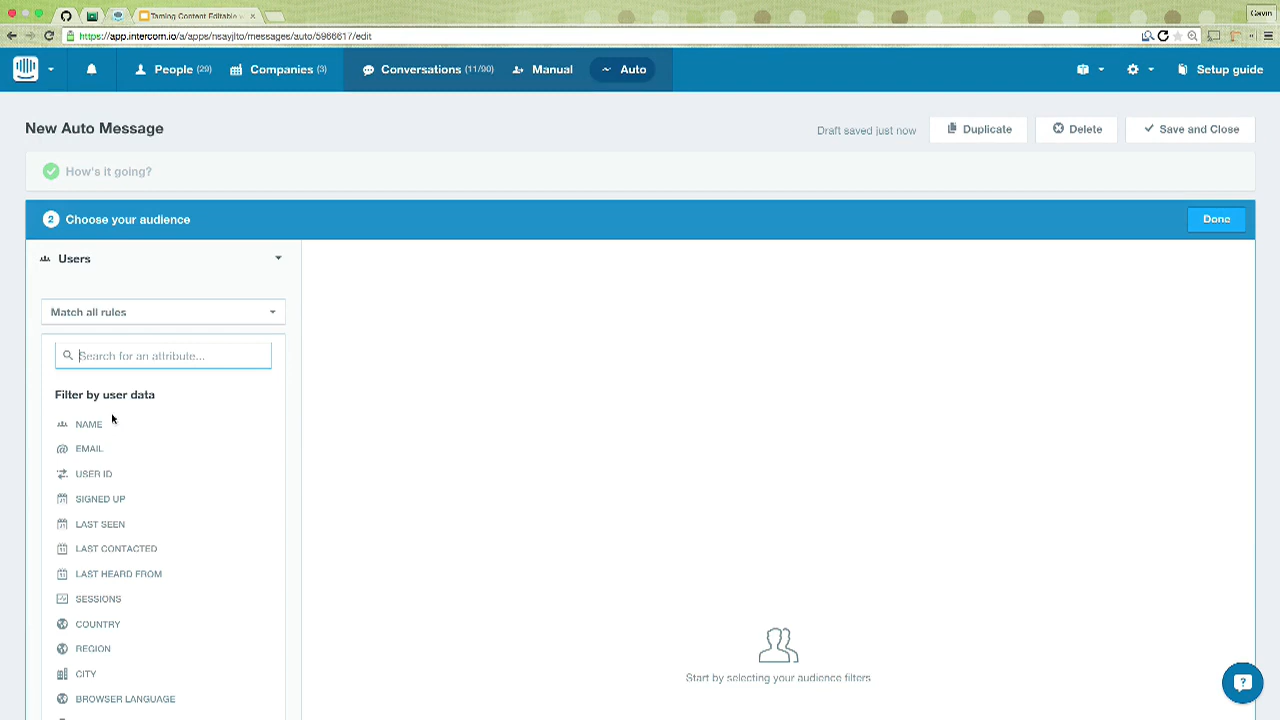 Taming Content Editable
Gavin
https://app.intercom.io/a/apps/nsayjlto/messages/auto/5986617/edit
People (29)
Companies (3)
Conversations (11/90)
Manual
Auto
Setup guide
New Auto Message
Draft saved just now
Duplicate
Delete
Save and Close
How's it going?
2 Choose your audience
Done
Users
Match all rules
Search for an attribute...
Filter by user data
NAME
EMAIL
USER ID
SIGNED UP
LAST SEEN
LAST CONTACTED
LAST HEARD FROM
SESSIONS
COUNTRY
REGION
CITY
BROWSER LANGUAGE
Start by selecting your audience filters